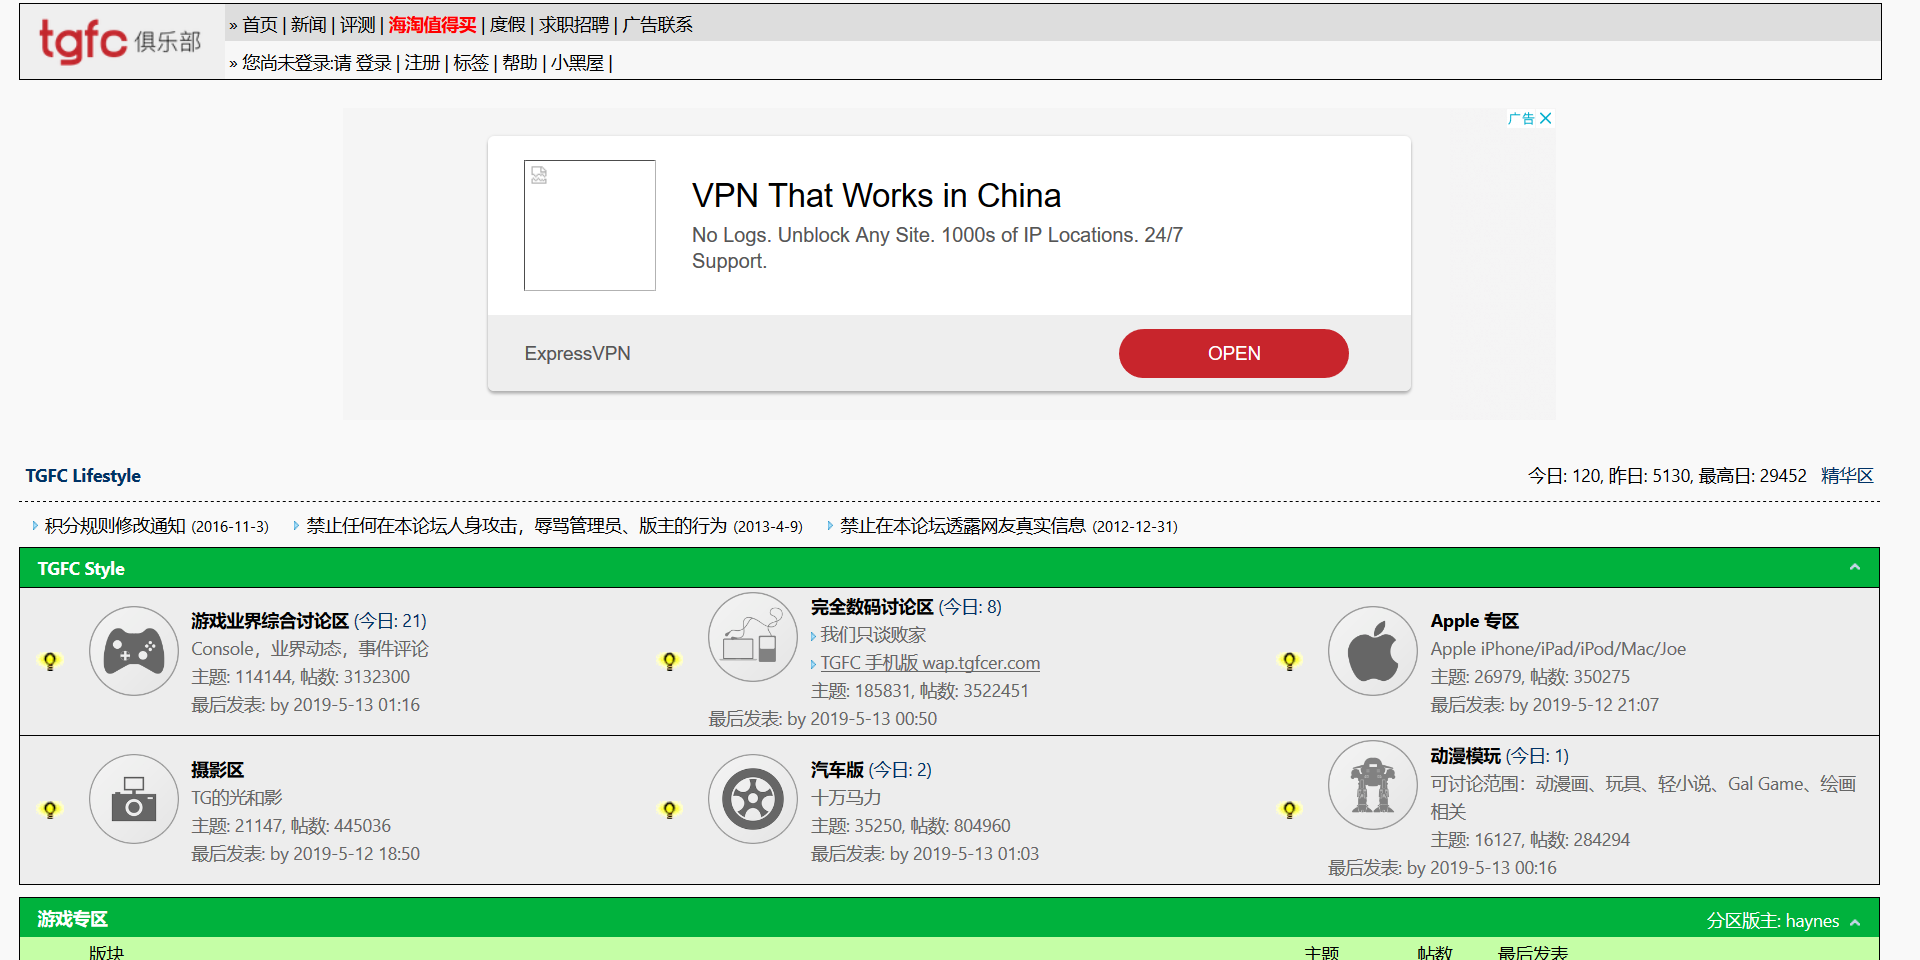 tgfc 俱乐部
» 首页 | 新闻 | 评测 | 海淘值得买 | 度假 | 求职招聘 | 广告联系
» 您尚未登录:请 登录 | 注册 | 标签 | 帮助 | 小黑屋 |
广告
VPN That Works in China
No Logs. Unblock Any Site. 1000s of IP Locations. 24/7
Support.
ExpressVPN
OPEN
TGFC Lifestyle
今日: 120, 昨日: 5130, 最高日: 29452 精华区
积分规则修改通知 (2016-11-3) 禁止任何在本论坛人身攻击，辱骂管理员、版主的行为 (2013-4-9) 禁止在本论坛透露网友真实信息 (2012-12-31)
TGFC Style
游戏业界综合讨论区 (今日: 21)
Console，业界动态，事件评论
主题: 114144, 帖数: 3132300
最后发表: by 2019-5-13 01:16
完全数码讨论区 (今日: 8)
我们只谈败家
TGFC 手机版 wap.tgfcer.com
主题: 185831, 帖数: 3522451
最后发表: by 2019-5-13 00:50
Apple 专区
Apple iPhone/iPad/iPod/Mac/Joe
主题: 26979, 帖数: 350275
最后发表: by 2019-5-12 21:07
摄影区
TG的光和影
主题: 21147, 帖数: 445036
最后发表: by 2019-5-12 18:50
汽车版 (今日: 2)
十万马力
主题: 35250, 帖数: 804960
最后发表: by 2019-5-13 01:03
动漫模玩 (今日: 1)
可讨论范围：动漫画、玩具、轻小说、Gal Game、绘画
相关
主题: 16127, 帖数: 284294
最后发表: by 2019-5-13 00:16
游戏专区
分区版主: haynes
版块 主题 帖数 最后发表